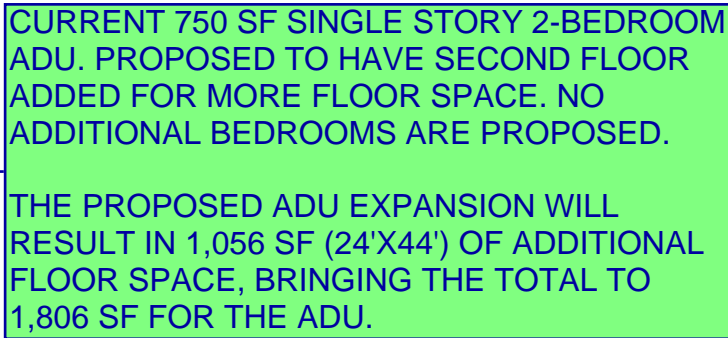 CURRENT 750 SF SINGLE STORY 2-BEDROOM
ADU. PROPOSED TO HAVE SECOND FLOOR
ADDED FOR MORE FLOOR SPACE. NO
ADDITIONAL BEDROOMS ARE PROPOSED.
THE PROPOSED ADU EXPANSION WILL
RESULT IN 1,056 SF (24'X44') OF ADDITIONAL
FLOOR SPACE, BRINGING THE TOTAL TO
1,806 SF FOR THE ADU.